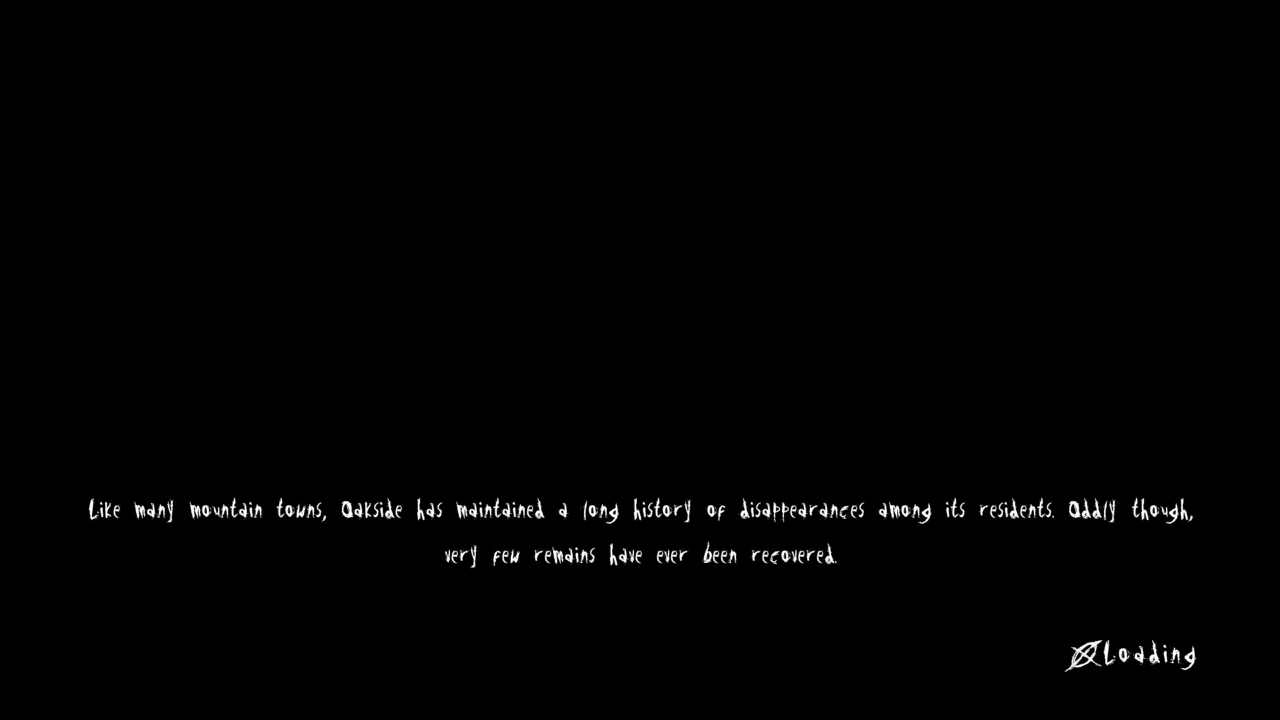 Like many mountain towns, Oakside has maintained a long history of disappearances among its residents. Oddly though,
very few remains have ever been recovered.
Loading